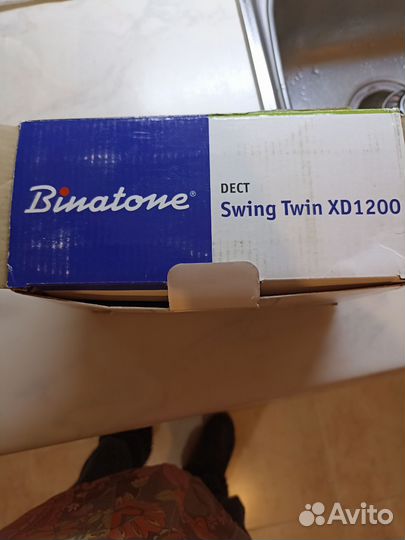 Binatone®
DECT
Swing Twin XD1200
Avito